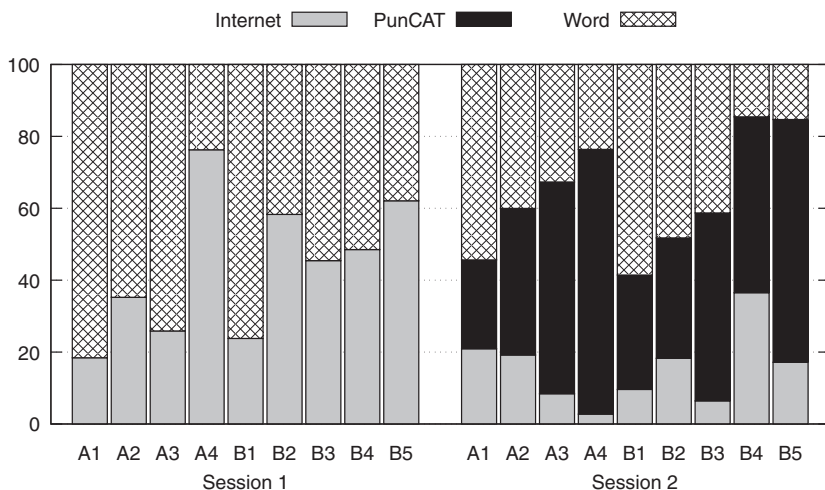 Internet PunCAT Word
100
80
60
40
20
0
A1 A2 A3 A4 B1 B2 B3 B4 B5 A1 A2 A3 A4 B1 B2 B3 B4 B5
Session 1 Session 2